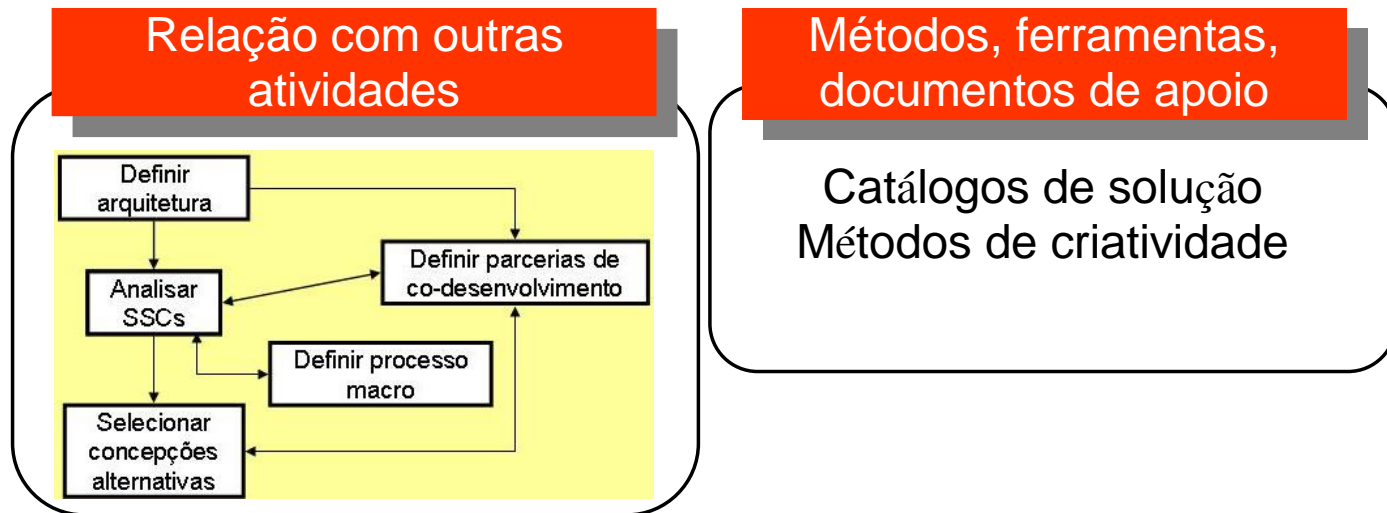 Relação com outras
atividades
Definir
arquitetura
Analisar
SSCs
Definir parcerias de
co-desenvolvimento
Definir processo
macro
Selecionar
concepções
alternativas
Métodos, ferramentas,
documentos de apoio
Catálogos de solução
Métodos de criatividade